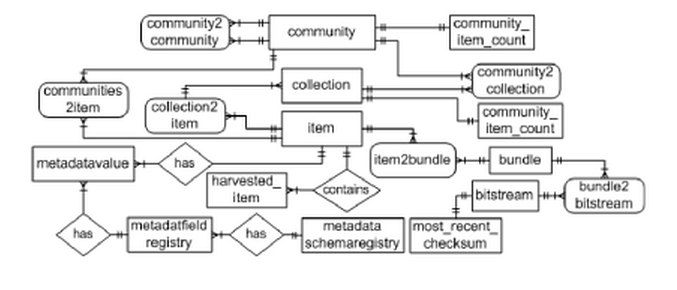 community2
community
community
community_
item_count
communities
2item
collection
community2
collection
collection2
item
community_
item_count
item
metadatavalue
has
item2bundle
bundle
harvested_
item
contains
bitstream
bundle2
bitstream
has
metadatfield
registry
has
metadata
schemaregistry
most_recent_
checksum